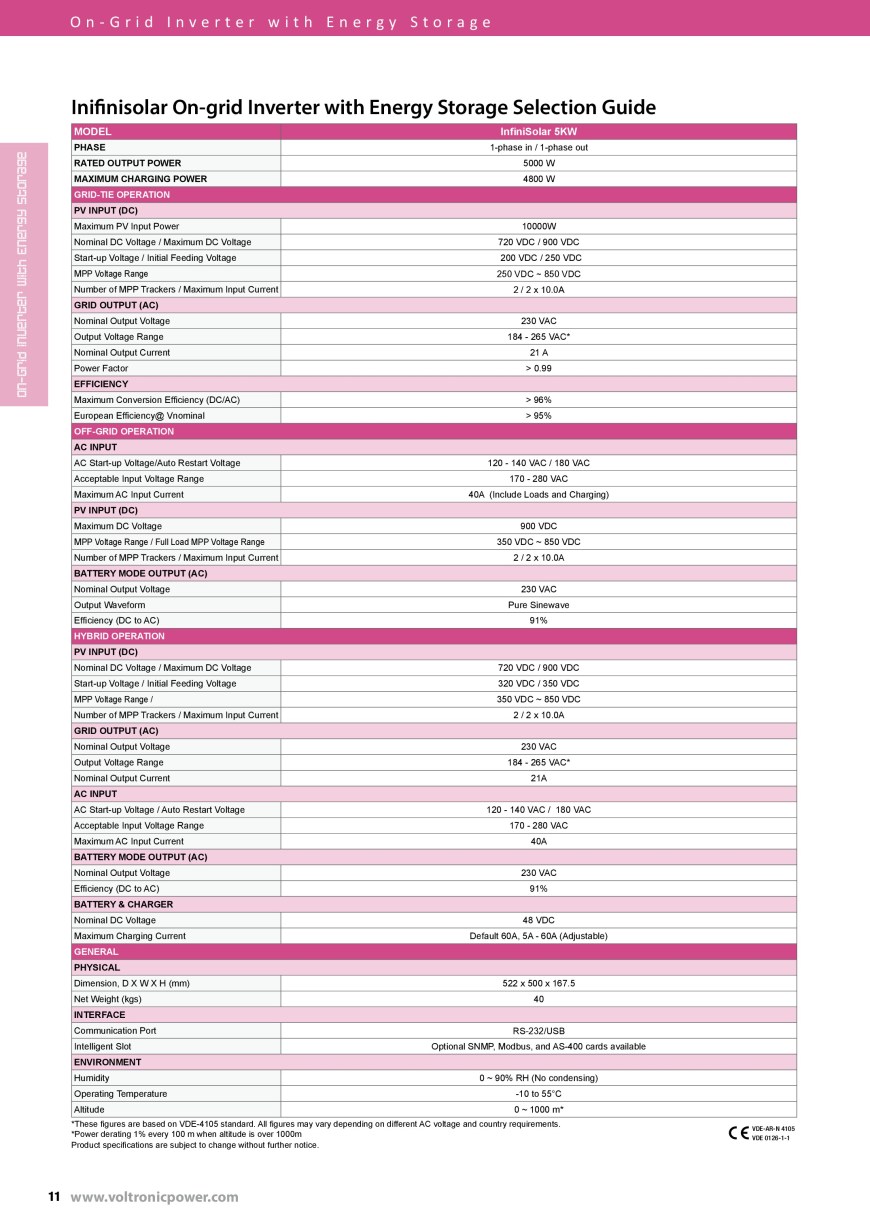 On-Grid Inverter with Energy Storage
Inifinisolar On-grid Inverter with Energy Storage Selection Guide
On-Grid Inverter with Energy Storage
MODEL InfiniSolar 5KW
PHASE 1-phase in / 1-phase out
RATED OUTPUT POWER 5000 W
MAXIMUM CHARGING POWER 4800 W
GRID-TIE OPERATION
PV INPUT (DC)
Maximum PV Input Power 10000W
Nominal DC Voltage / Maximum DC Voltage 720 VDC / 900 VDC
Start-up Voltage / Initial Feeding Voltage 200 VDC / 250 VDC
MPP Voltage Range 250 VDC ~ 850 VDC
Number of MPP Trackers / Maximum Input Current 2 / 2 x 10.0A
GRID OUTPUT (AC)
Nominal Output Voltage 230 VAC
Output Voltage Range 184 - 265 VAC*
Nominal Output Current 21 A
Power Factor > 0.99
EFFICIENCY
Maximum Conversion Efficiency (DC/AC) > 96%
European Efficiency@ Vnominal > 95%
OFF-GRID OPERATION
AC INPUT
AC Start-up Voltage/Auto Restart Voltage 120 - 140 VAC / 180 VAC
Acceptable Input Voltage Range 170 - 280 VAC
Maximum AC Input Current 40A (Include Loads and Charging)
PV INPUT (DC)
Maximum DC Voltage 900 VDC
MPP Voltage Range / Full Load MPP Voltage Range 350 VDC ~ 850 VDC
Number of MPP Trackers / Maximum Input Current 2 / 2 x 10.0A
BATTERY MODE OUTPUT (AC)
Nominal Output Voltage 230 VAC
Output Waveform Pure Sinewave
Efficiency (DC to AC) 91%
HYBRID OPERATION
PV INPUT (DC)
Nominal DC Voltage / Maximum DC Voltage 720 VDC / 900 VDC
Start-up Voltage / Initial Feeding Voltage 320 VDC / 350 VDC
MPP Voltage Range / 350 VDC ~ 850 VDC
Number of MPP Trackers / Maximum Input Current 2 / 2 x 10.0A
GRID OUTPUT (AC)
Nominal Output Voltage 230 VAC
Output Voltage Range 184 - 265 VAC*
Nominal Output Current 21A
AC INPUT
AC Start-up Voltage / Auto Restart Voltage 120 - 140 VAC / 180 VAC
Acceptable Input Voltage Range 170 - 280 VAC
Maximum AC Input Current 40A
BATTERY MODE OUTPUT (AC)
Nominal Output Voltage 230 VAC
Efficiency (DC to AC) 91%
BATTERY & CHARGER
Nominal DC Voltage 48 VDC
Maximum Charging Current Default 60A, 5A - 60A (Adjustable)
GENERAL
PHYSICAL
Dimension, D X W X H (mm) 522 x 500 x 167.5
Net Weight (kgs) 40
INTERFACE
Communication Port RS-232/USB
Intelligent Slot Optional SNMP, Modbus, and AS-400 cards available
ENVIRONMENT
Humidity 0 ~ 90% RH (No condensing)
Operating Temperature -10 to 55°C
Altitude 0 ~ 1000 m*
*These figures are based on VDE-4105 standard. All figures may vary depending on different AC voltage and country requirements.
*Power derating 1% every 100 m when altitude is over 1000m
Product specifications are subject to change without further notice.
CE VDE-AR-N 4105
VDE 0126-1-1
11 www.voltronicpower.com